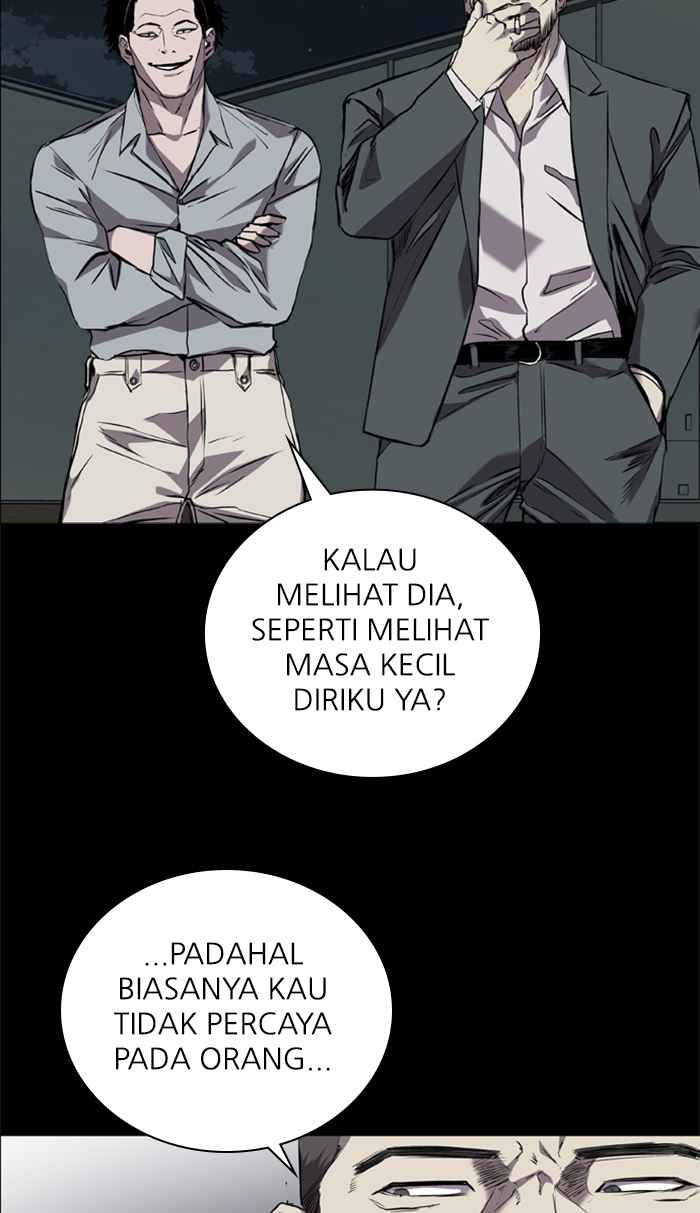 KALAU
MELIHAT DIA,
SEPERTI MELIHAT
MASA KECIL
DIRIKU YA?
...PADAHAL
BIASANYA KAU
TIDAK PERCAYA
PADA ORANG...